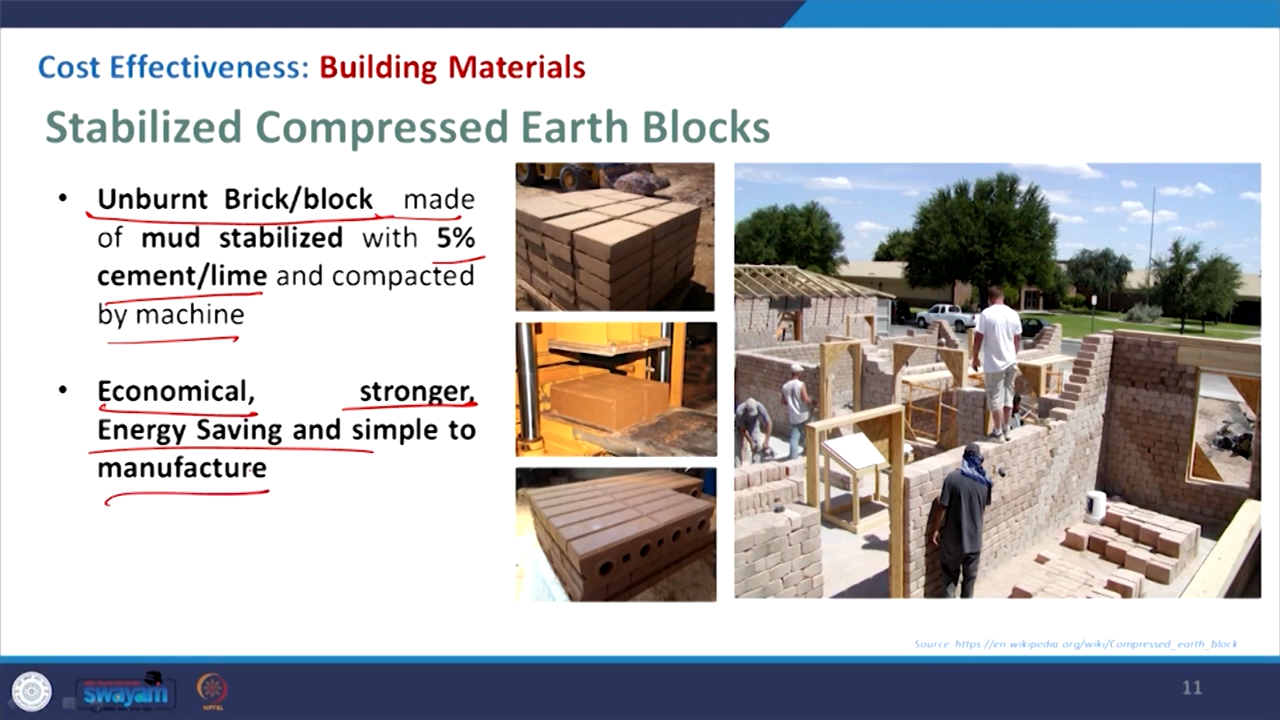 Cost Effectiveness: Building Materials
Stabilized Compressed Earth Blocks
• Unburnt Brick/block made
of mud stabilized with 5%
cement/lime and compacted
by machine
• Economical, stronger,
Energy Saving and simple to
manufacture
Source https://en.wikipedia.org/wiki/Compressed_earth_block
swayam
NPTEL
11